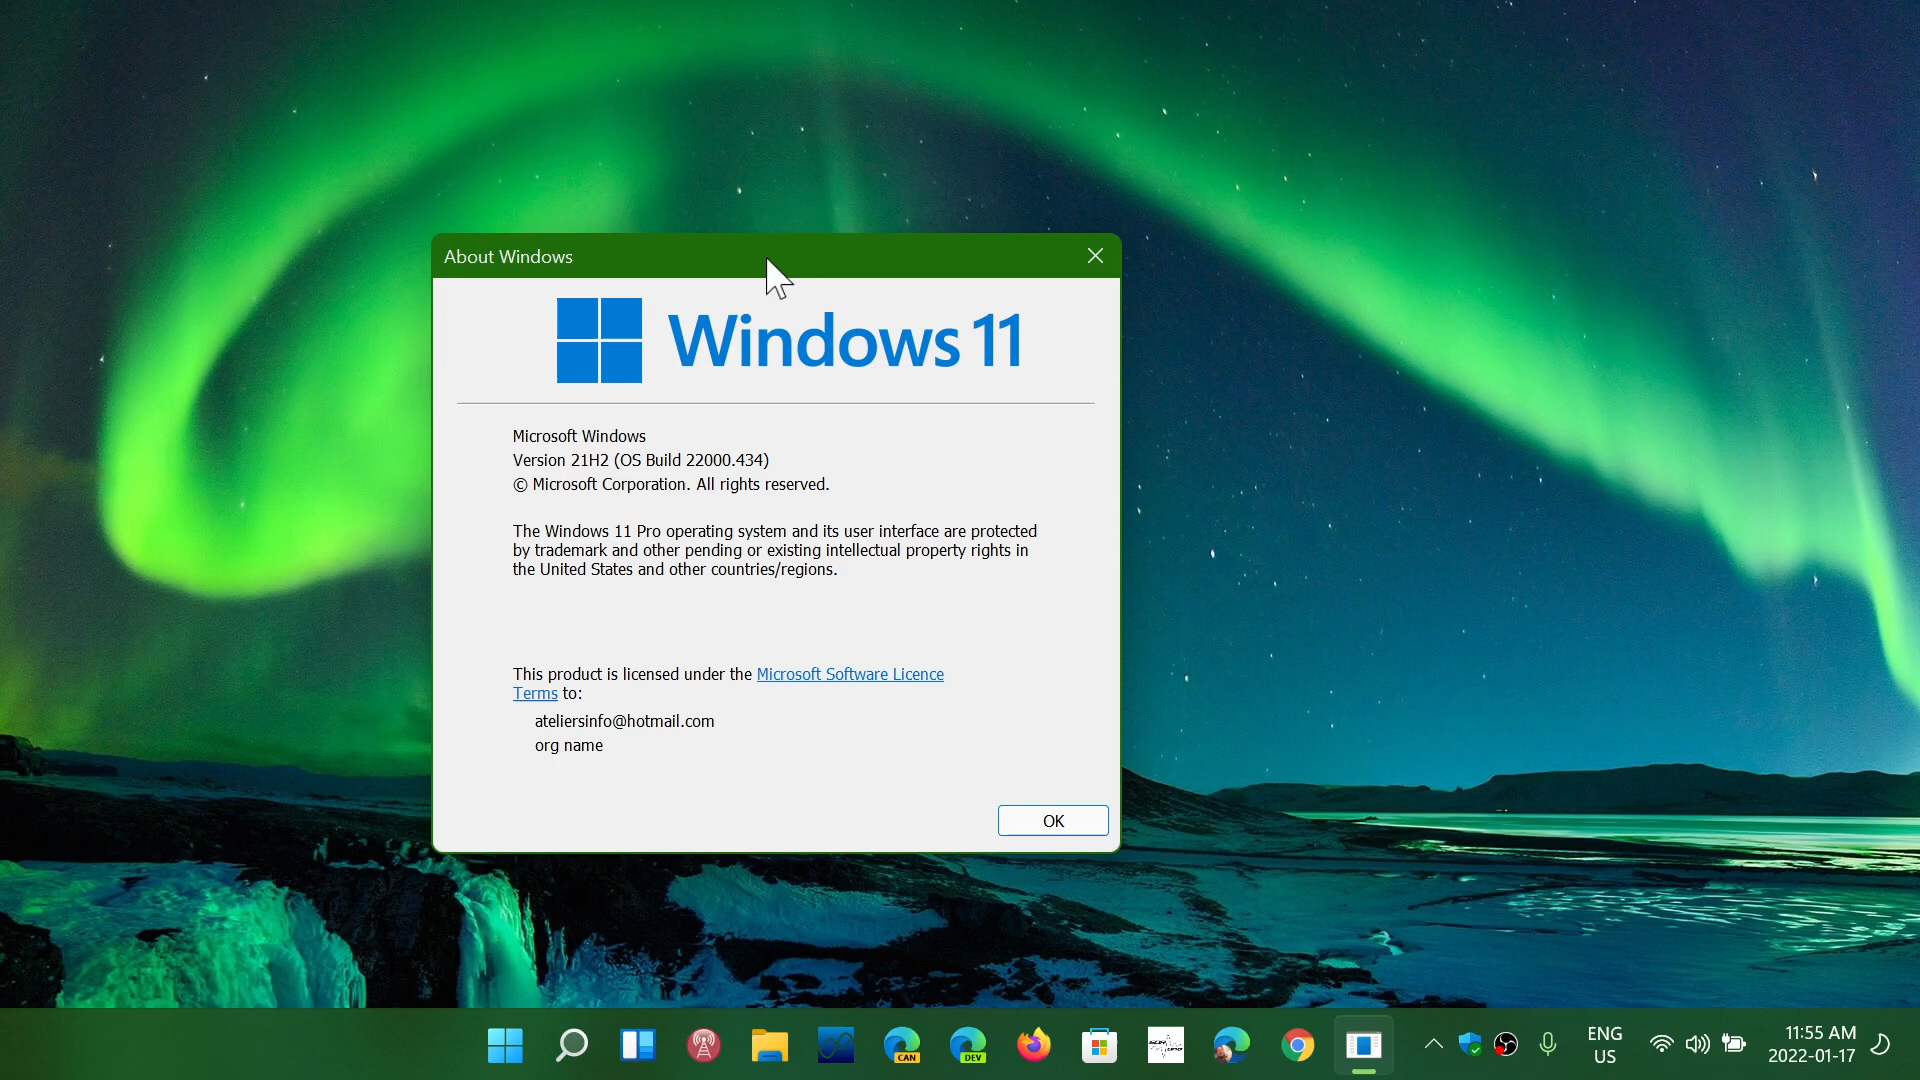 About Windows
Windows 11
Microsoft Windows
Version 21H2 (OS Build 22000.434)
© Microsoft Corporation. All rights reserved.
The Windows 11 Pro operating system and its user interface are protected
by trademark and other pending or existing intellectual property rights in
the United States and other countries/regions.
This product is licensed under the Microsoft Software Licence
Terms to:
ateliersinfo@hotmail.com
org name
OK
CAN
DEV
ENG
US
11:55 AM
2022-01-17